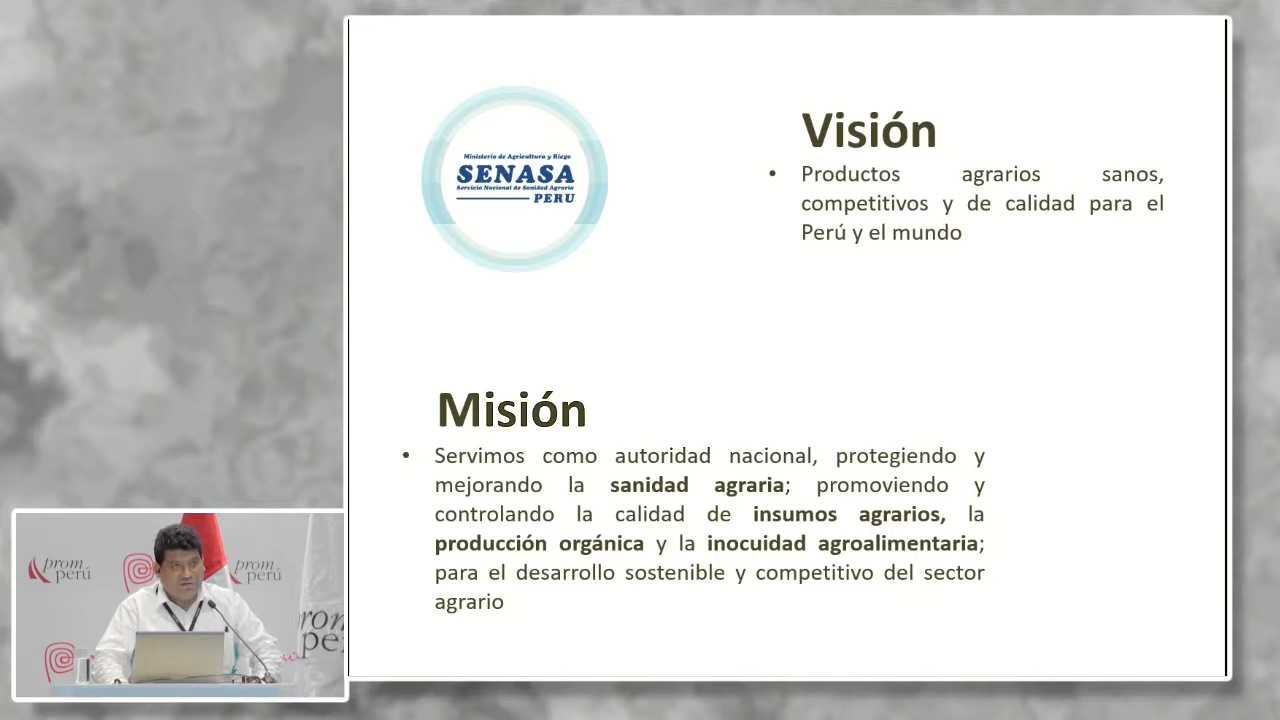 Ministerio de Agricultura y Riego
SENASA
Servicio Nacional de Sanidad Agraria
PERU
Visión
• Productos agrarios sanos,
competitivos y de calidad para el
Perú y el mundo
Misión
• Servimos como autoridad nacional, protegiendo y
mejorando la sanidad agraria; promoviendo y
controlando la calidad de insumos agrarios, la
producción orgánica y la inocuidad agroalimentaria;
para el desarrollo sostenible y competitivo del sector
agrario
prom
perú
prom
perú